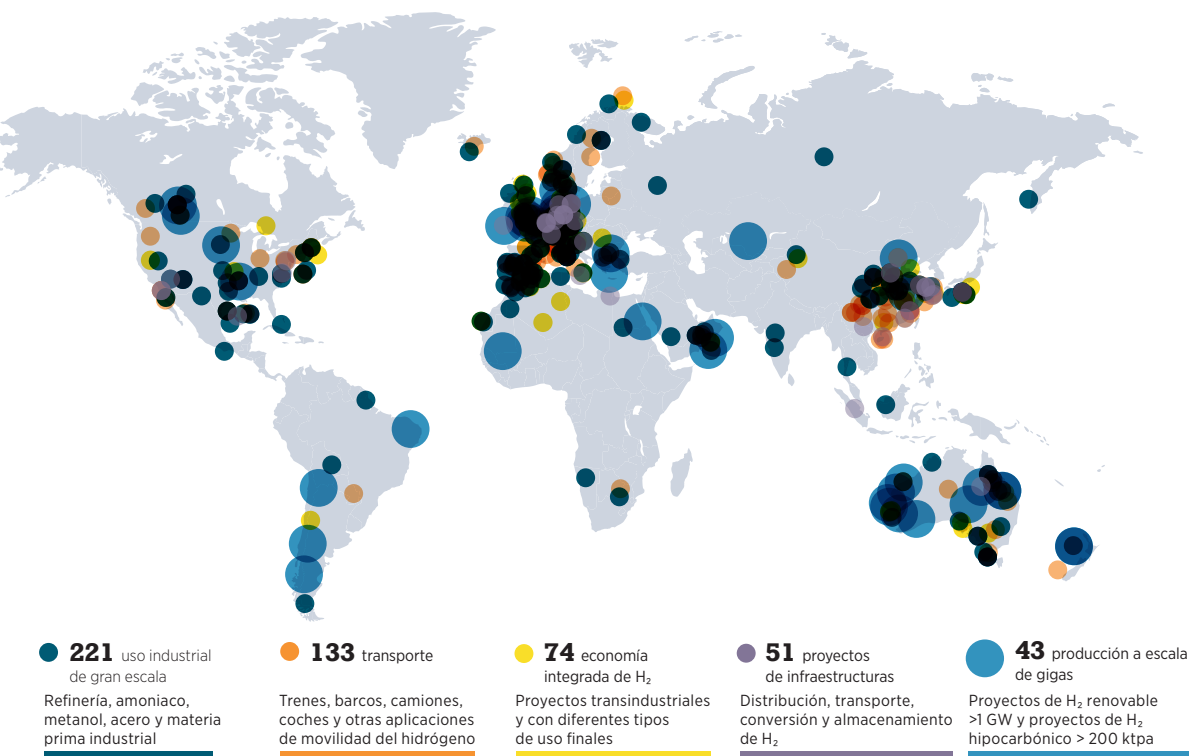 221 uso industrial
de gran escala
Refinería, amoniaco,
metanol, acero y materia
prima industrial
133 transporte
Trenes, barcos, camiones,
coches y otras aplicaciones
de movilidad del hidrógeno
74 economía
integrada de H₂
Proyectos transindustriales
y con diferentes tipos
de uso finales
51 proyectos
de infraestructuras
Distribución, transporte,
conversión y almacenamiento
de H₂
43 producción a escala
de gigas
Proyectos de H₂ renovable
>1 GW y proyectos de H₂
hipocarbónico > 200 ktpa